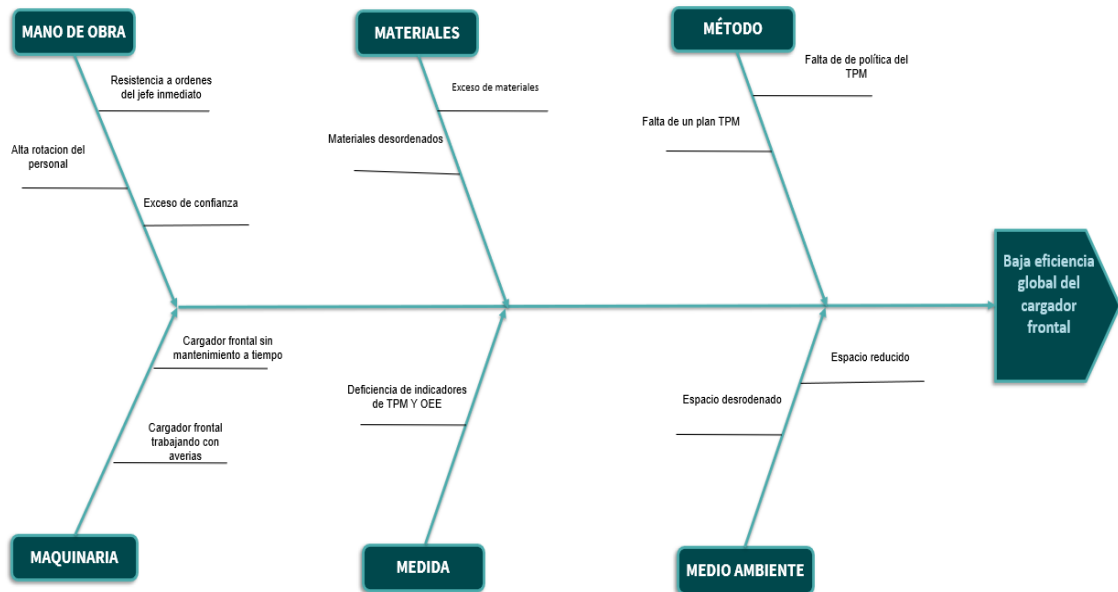 MANO DE OBRA
MATERIALES
MÉTODO
Resistencia a ordenes
del jefe inmediato
Alta rotacion del
personal
Exceso de confianza
Exceso de materiales
Materiales desordenados
Falta de de política del
TPM
Falta de un plan TPM
Baja eficiencia
global del
cargador
frontal
Cargador frontal sin
mantenimiento a tiempo
Cargador frontal
trabajando con
averias
Deficiencia de indicadores
de TPM Y OEE
Espacio reducido
Espacio desrodenado
MAQUINARIA
MEDIDA
MEDIO AMBIENTE